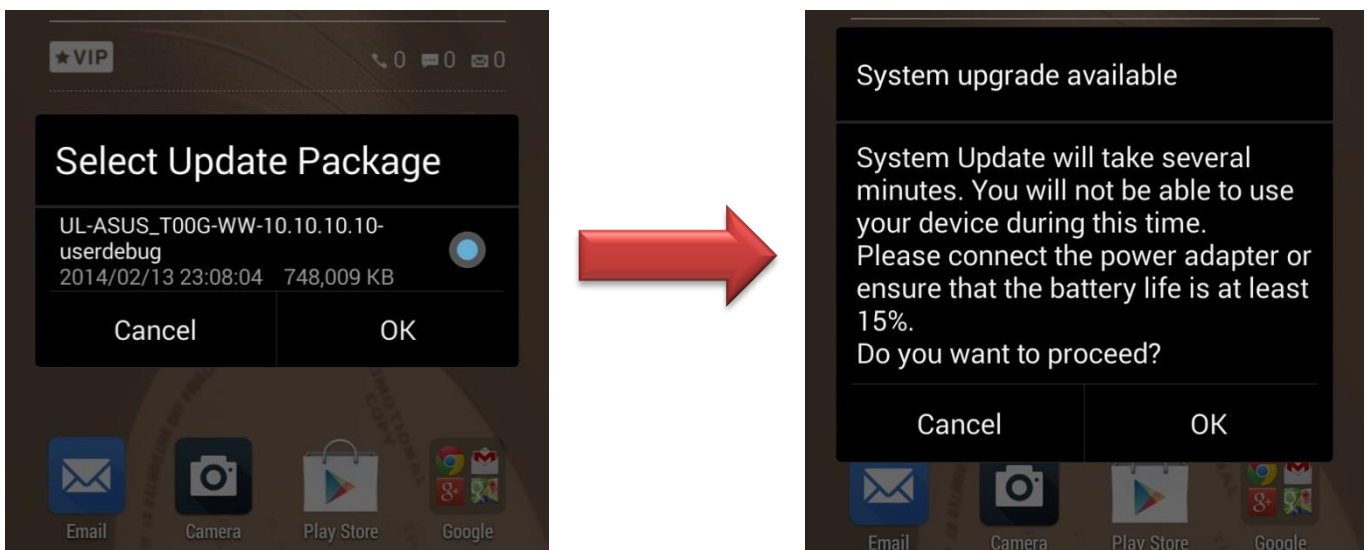 VIP
0 0 0
Select Update Package
UL-ASUS_T00G-WW-10.10.10.10-
userdebug
2014/02/13 23:08:04 748,009 KB
Cancel OK
Email Camera Play Store Google
System upgrade available
System Update will take several
minutes. You will not be able to use
your device during this time.
Please connect the power adapter or
ensure that the battery life is at least
15%.
Do you want to proceed?
Cancel OK
Email Camera Play Store Google